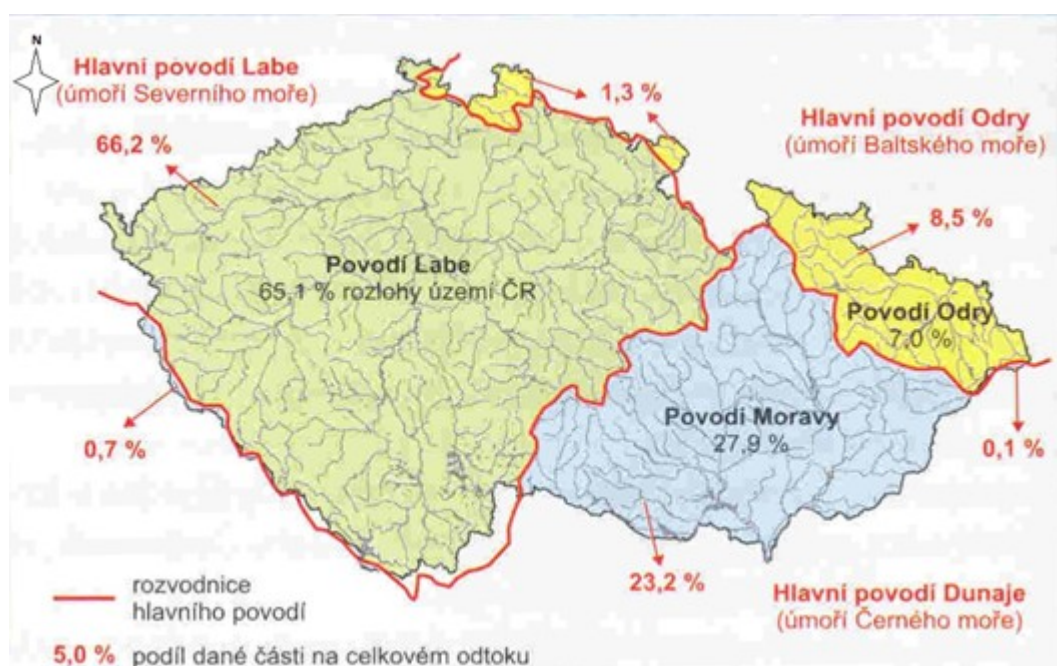 N
Hlavní povodí Labe
(úmoří Severního moře)
66,2 %
1,3 %
Hlavní povodí Odry
(úmoří Baltského moře)
8,5 %
Povodí Labe
65,1 % rozlohy území ČR
Povodí Odry
7,0 %
Povodí Moravy
27,9 %
0,7 %
0,1 %
23,2 %
Hlavní povodí Dunaje
(úmoří Černého moře)
rozvodnice
hlavního povodí
5,0 % podíl dané části na celkovém odtoku